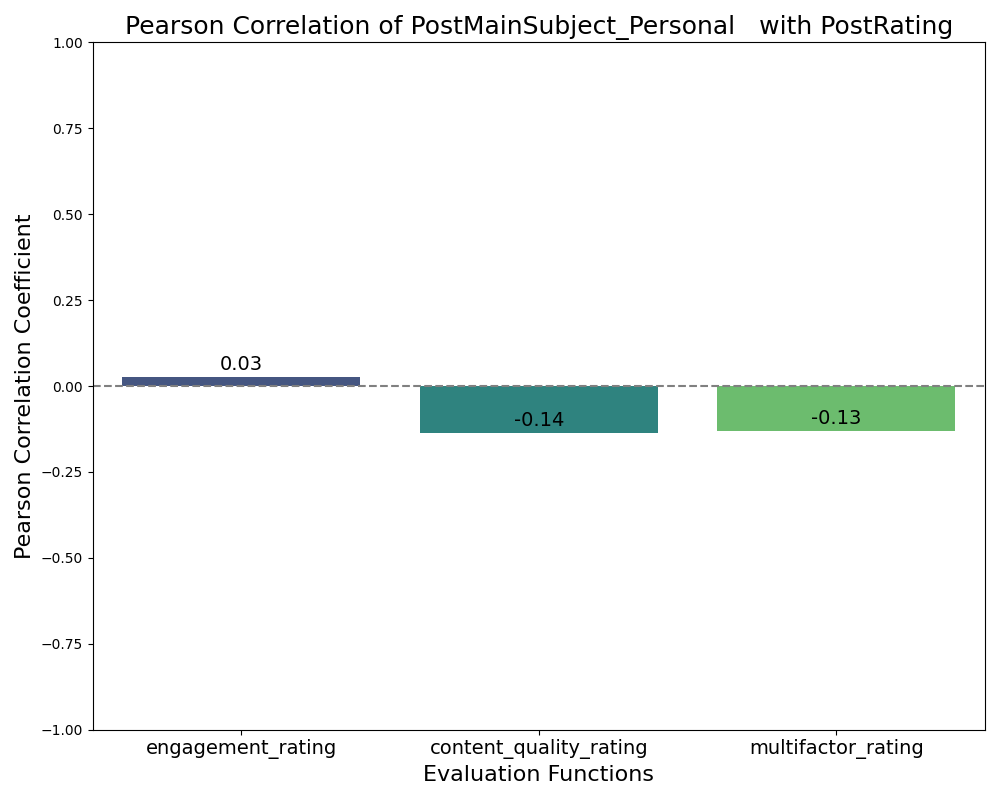 Pearson Correlation of PostMainSubject_Personal   with PostRating
1.00
0.75
0.50
0.25
0.00
−0.25
−0.50
−0.75
−1.00
Pearson Correlation Coefficient
0.03
-0.14
-0.13
engagement_rating
content_quality_rating
multifactor_rating
Evaluation Functions